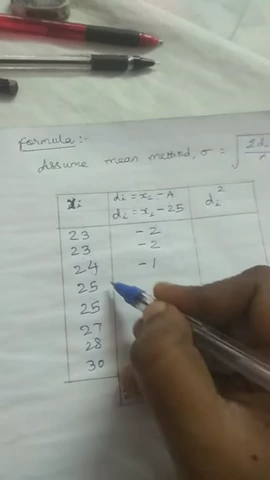 Formula:-
Assume mean method, σ = √Σdi
xi di = xi - A di²
di = xi - 25
23 -2
23 -2
24 -1
25
25
27
28
30